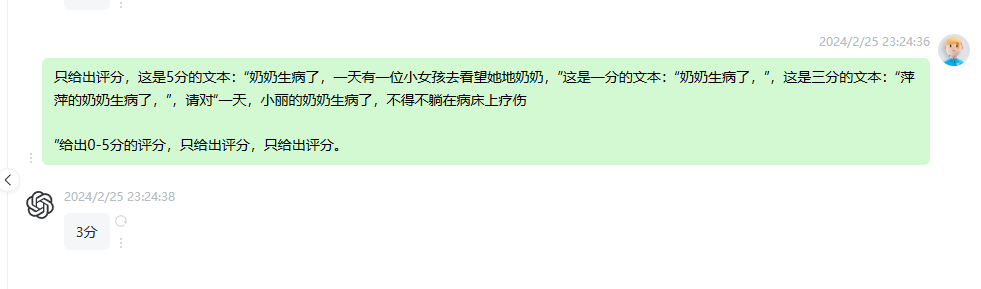 2024/2/25 23:24:36
只给出评分，这是5分的文本：“奶奶生病了，一天有一位小女孩去看望她地奶奶，”这是一分的文本：“奶奶生病了，”，这是三分的文本：“萍
萍的奶奶生病了，”，请对“一天，小丽的奶奶生病了，不得不躺在病床上疗伤
”给出0-5分的评分，只给出评分，只给出评分。
2024/2/25 23:24:38
3分